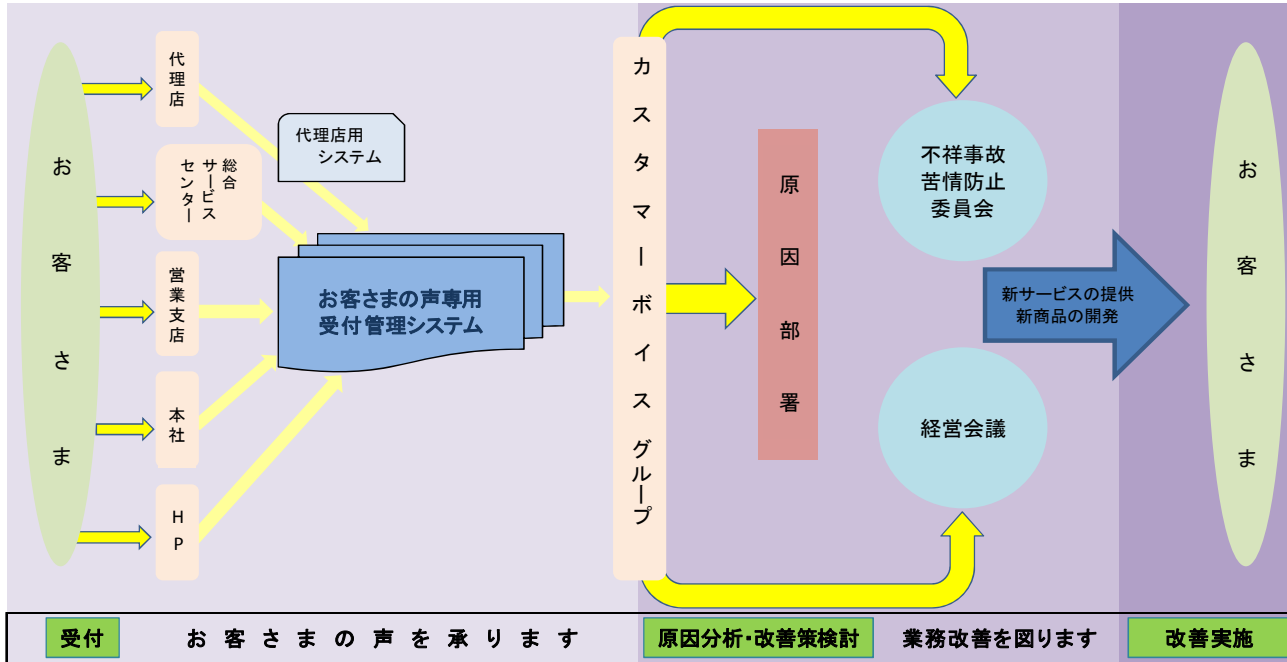 お客さま
代理店
総合
サービス
センター
営業支店
本社
HP
代理店用
システム
お客さまの声専用
受付管理システム
カスタマーボイスグループ
原因部署
不祥事故
苦情防止
委員会
経営会議
新サービスの提供
新商品の開発
お客さま
受付
お客さまの声を承ります
原因分析・改善策検討
業務改善を図ります
改善実施